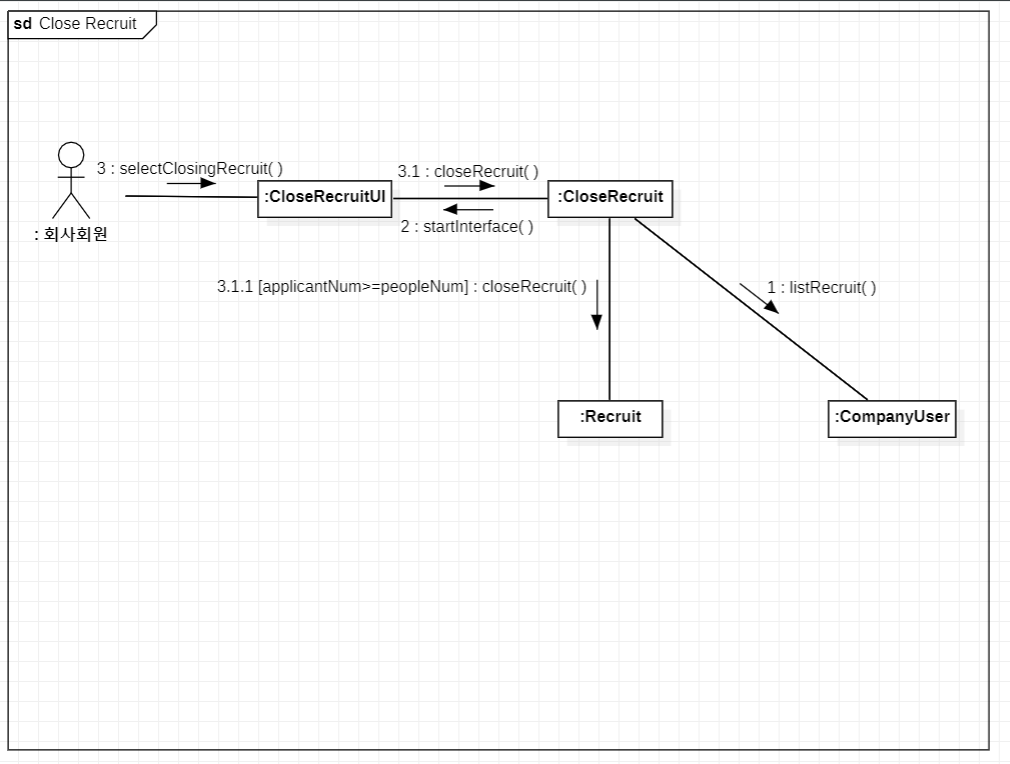 sd Close Recruit
3 : selectClosingRecruit( )
3.1 : closeRecruit( )
:CloseRecruitUI
:CloseRecruit
2 : startInterface( )
: 회사회원
3.1.1 [applicantNum>=peopleNum] : closeRecruit( )
1 : listRecruit( )
:Recruit
:CompanyUser